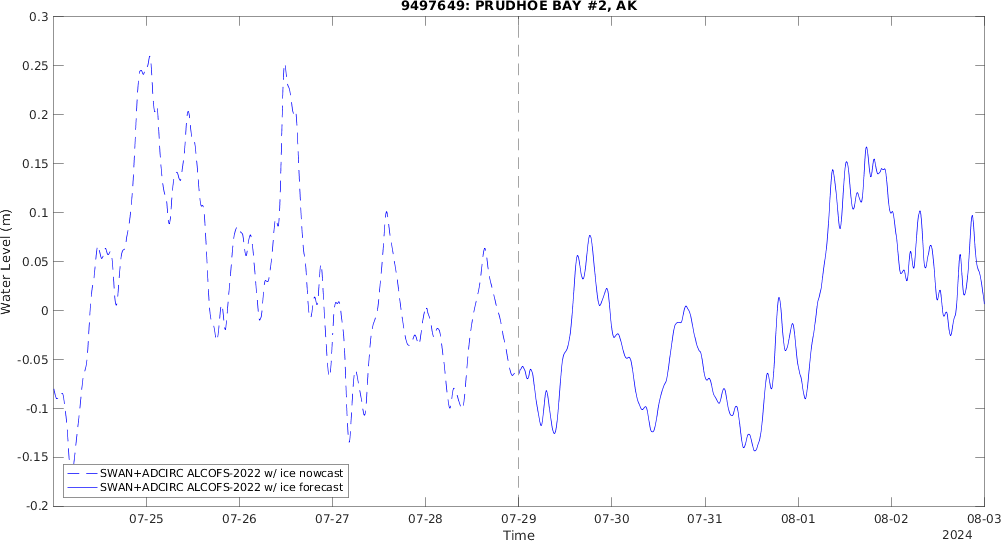 9497649: PRUDHOE BAY #2, AK
0.3
0.25
0.2
0.15
0.1
0.05
0
-0.05
-0.1
-0.15
-0.2
Water Level (m)
SWAN+ADCIRC ALCOFS-2022 w/ ice nowcast
SWAN+ADCIRC ALCOFS-2022 w/ ice forecast
07-25 07-26 07-27 07-28 07-29 07-30 07-31 08-01 08-02 08-03
Time
2024